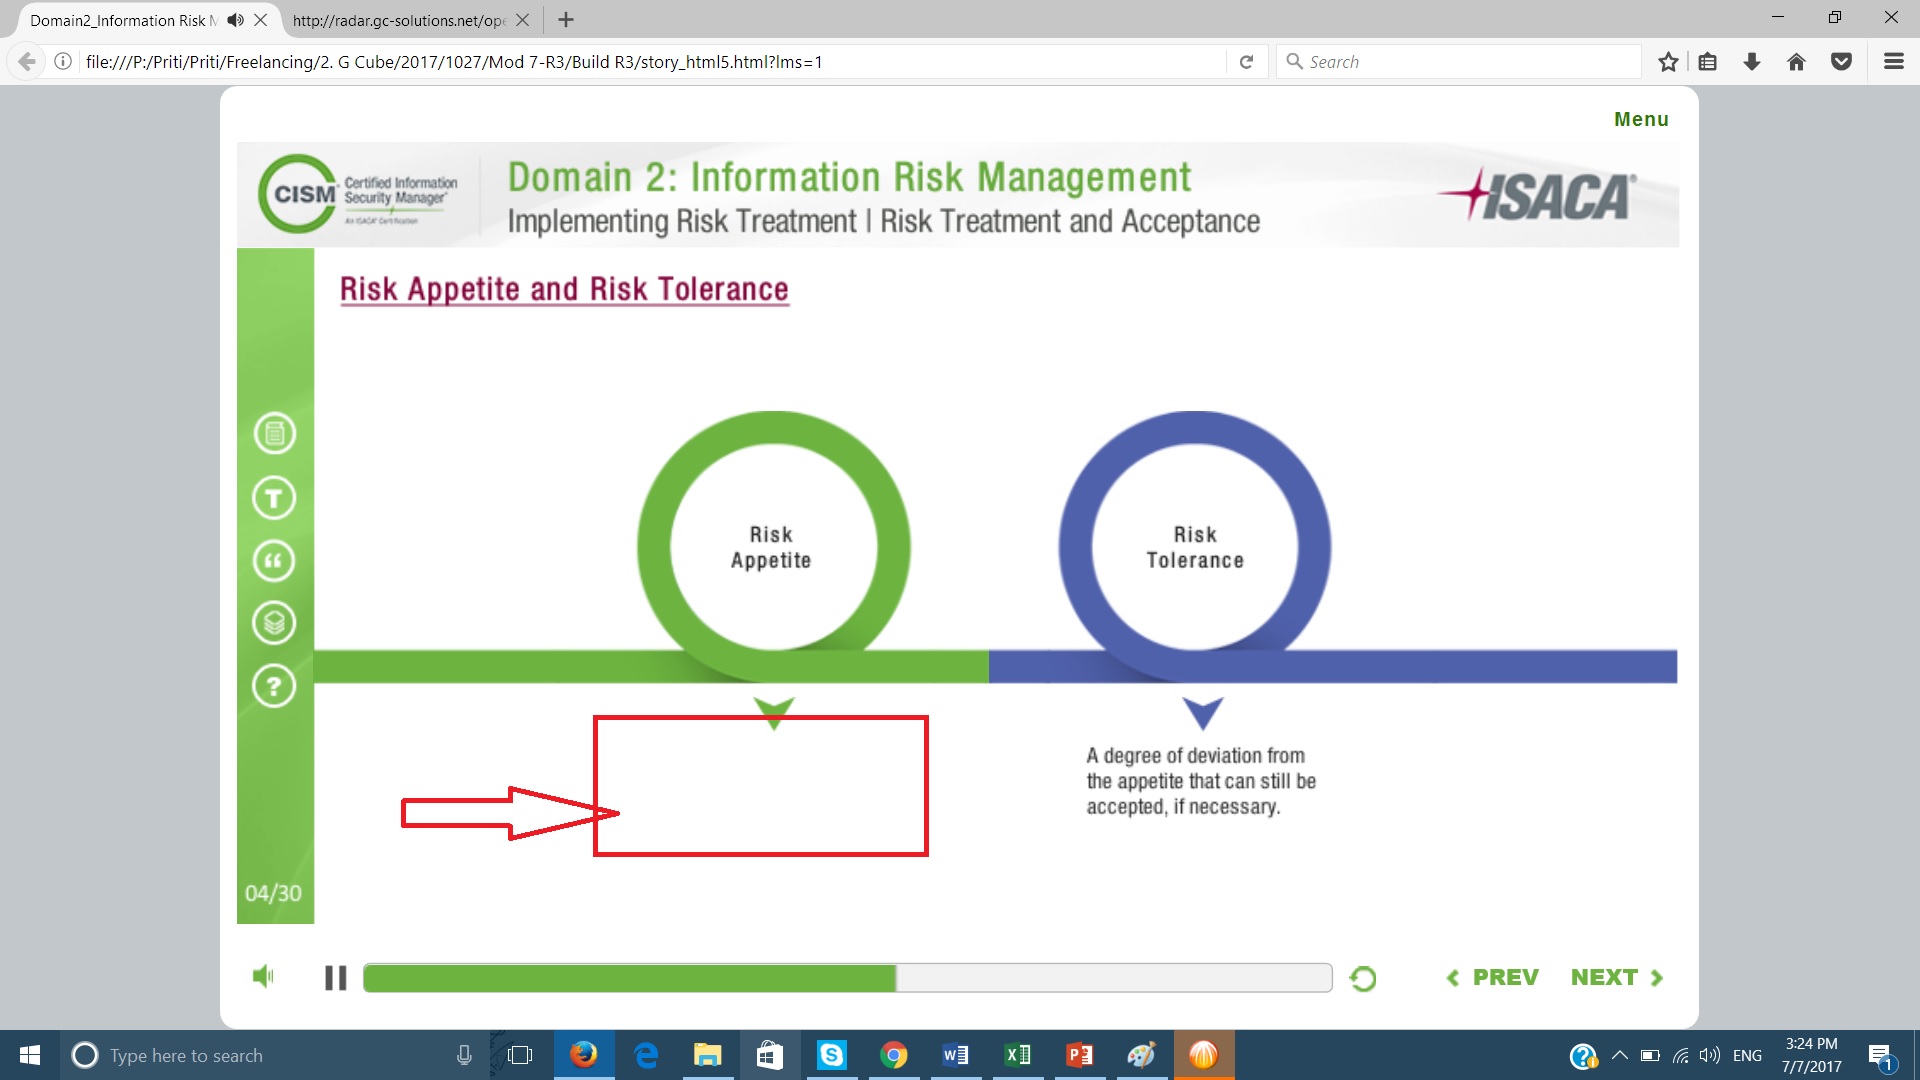 Domain2_Information Risk M
http://radar.gc-solutions.net/ope
file:///P:/Priti/Priti/Freelancing/2. G Cube/2017/1027/Mod 7-R3/Build R3/story_html5.html?lms=1
Search
Menu
CISM
Certified Information
Security Manager
An ISACA® Certification
Domain 2: Information Risk Management
Implementing Risk Treatment | Risk Treatment and Acceptance
ISACA®
Risk Appetite and Risk Tolerance
Risk
Appetite
Risk
Tolerance
A degree of deviation from
the appetite that can still be
accepted, if necessary.
04/30
PREV
NEXT
Type here to search
ENG
3:24 PM
7/7/2017
1